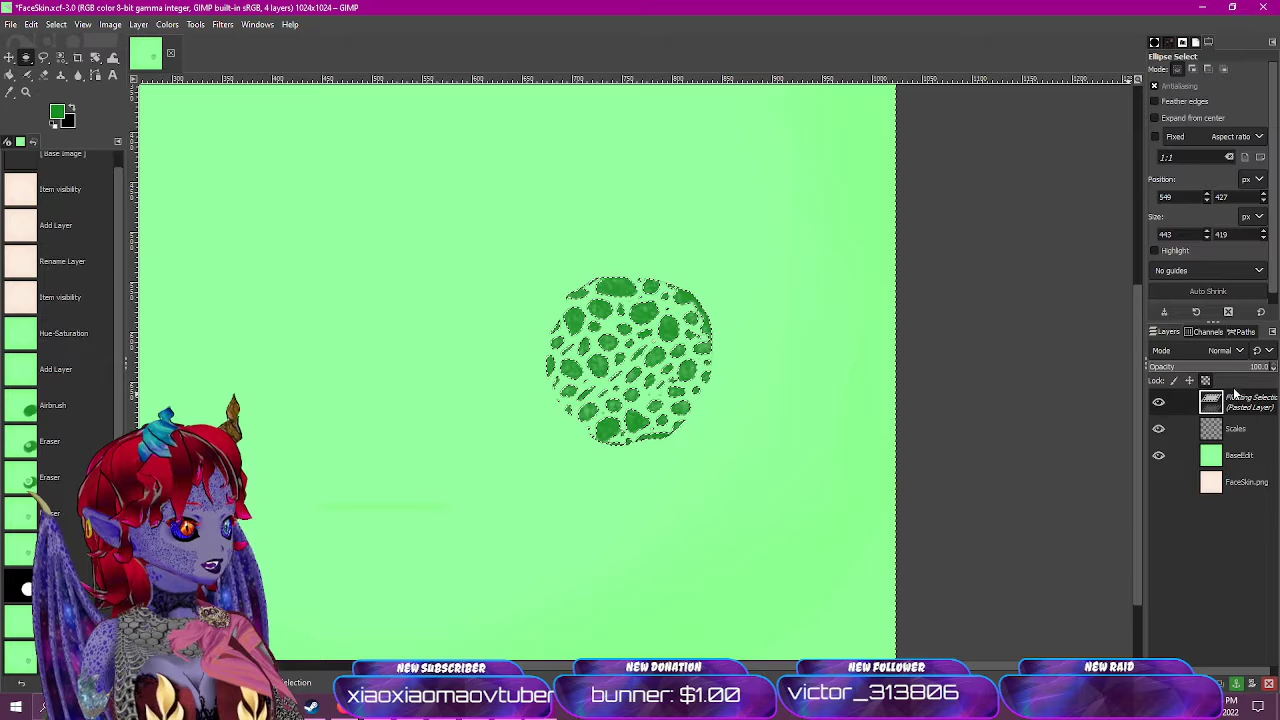 *FaceSkin.xcf-3.0 (RGB color 8-bit gamma integer, GIMP built-in sRGB, 4 layers) 1024x1024 – GIMP
File Edit Select View Image Layer Colors Tools Filters Windows Help
Ellipse Select
Mode:
Antialiasing
Feather edges
Expand from center
Fixed Aspect ratio
1:1
Position: px
549 427
Size: px
443 419
Highlight
No guides
Auto Shrink
Layers Channels Paths
Mode Normal
Opacity 100.0
Lock:
Floating Selectio
(Pasted Layer)
Scales
BaseEdit
FaceSkin.png
[Base Image]
Item visibility
Add Layer
Rename Layer
Item visibility
Hue-Saturation
Add Layer
Airbrush
Eraser
Eraser
NEW SUBSCRIBER
xiaoxiaomaovtuber
NEW DONATION
bunner: $1.00
NEW FOLLOWER
victor_313806
NEW RAID
PM